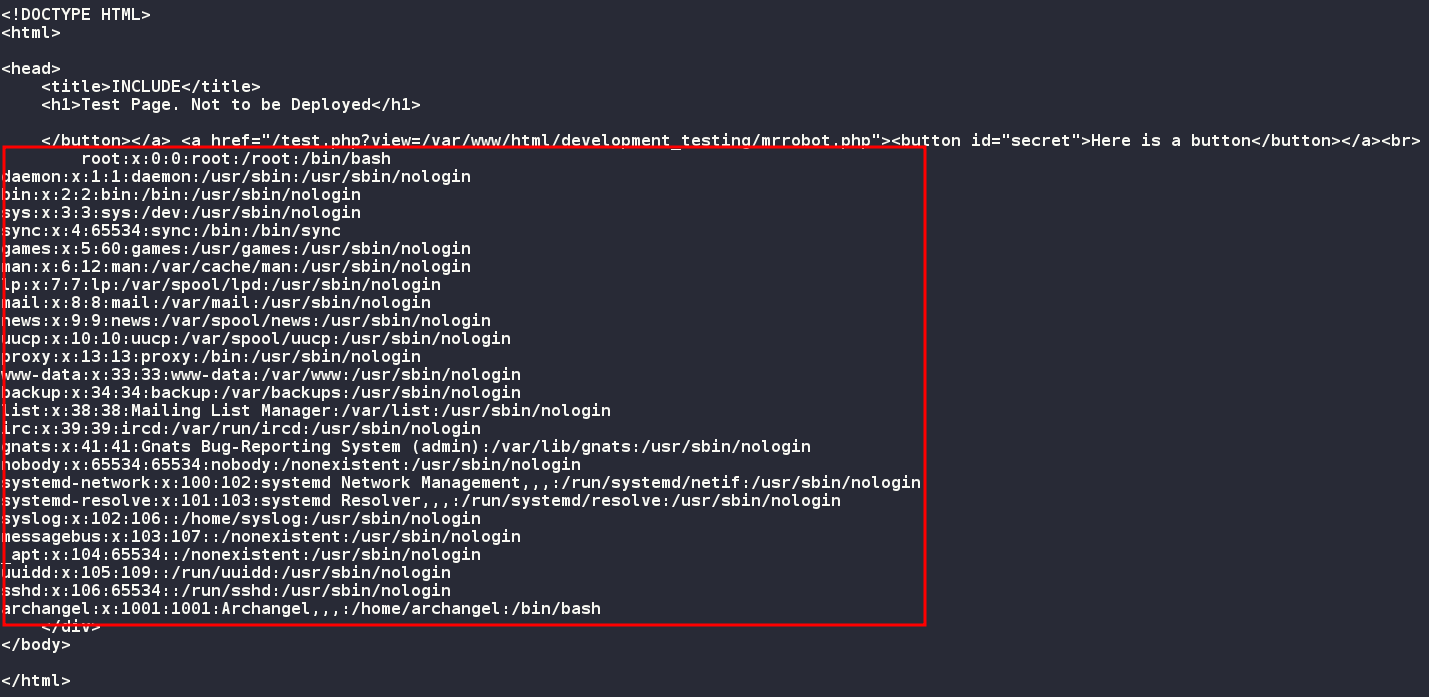 <!DOCTYPE HTML>
<html>
<head>
<title>INCLUDE</title>
<h1>Test Page. Not to be Deployed</h1>
</button></a> <a href="/test.php?view=/var/www/html/development_testing/mrrobot.php"><button id="secret">Here is a button</button></a><br>
root:x:0:0:root:/root:/bin/bash
daemon:x:1:1:daemon:/usr/sbin:/usr/sbin/nologin
bin:x:2:2:bin:/bin:/usr/sbin/nologin
sys:x:3:3:sys:/dev:/usr/sbin/nologin
sync:x:4:65534:sync:/bin:/bin/sync
games:x:5:60:games:/usr/games:/usr/sbin/nologin
man:x:6:12:man:/var/cache/man:/usr/sbin/nologin
lp:x:7:7:lp:/var/spool/lpd:/usr/sbin/nologin
mail:x:8:8:mail:/var/mail:/usr/sbin/nologin
news:x:9:9:news:/var/spool/news:/usr/sbin/nologin
uucp:x:10:10:uucp:/var/spool/uucp:/usr/sbin/nologin
proxy:x:13:13:proxy:/bin:/usr/sbin/nologin
www-data:x:33:33:www-data:/var/www:/usr/sbin/nologin
backup:x:34:34:backup:/var/backups:/usr/sbin/nologin
list:x:38:38:Mailing List Manager:/var/list:/usr/sbin/nologin
irc:x:39:39:ircd:/var/run/ircd:/usr/sbin/nologin
gnats:x:41:41:Gnats Bug-Reporting System (admin):/var/lib/gnats:/usr/sbin/nologin
nobody:x:65534:65534:nobody:/nonexistent:/usr/sbin/nologin
systemd-network:x:100:102:systemd Network Management,,,:/run/systemd/netif:/usr/sbin/nologin
systemd-resolve:x:101:103:systemd Resolver,,,:/run/systemd/resolve:/usr/sbin/nologin
syslog:x:102:106::/home/syslog:/usr/sbin/nologin
messagebus:x:103:107::/nonexistent:/usr/sbin/nologin
_apt:x:104:65534::/nonexistent:/usr/sbin/nologin
uuidd:x:105:109::/run/uuidd:/usr/sbin/nologin
sshd:x:106:65534::/run/sshd:/usr/sbin/nologin
archangel:x:1001:1001:Archangel,,,:/home/archangel:/bin/bash
</div>
</body>
</html>